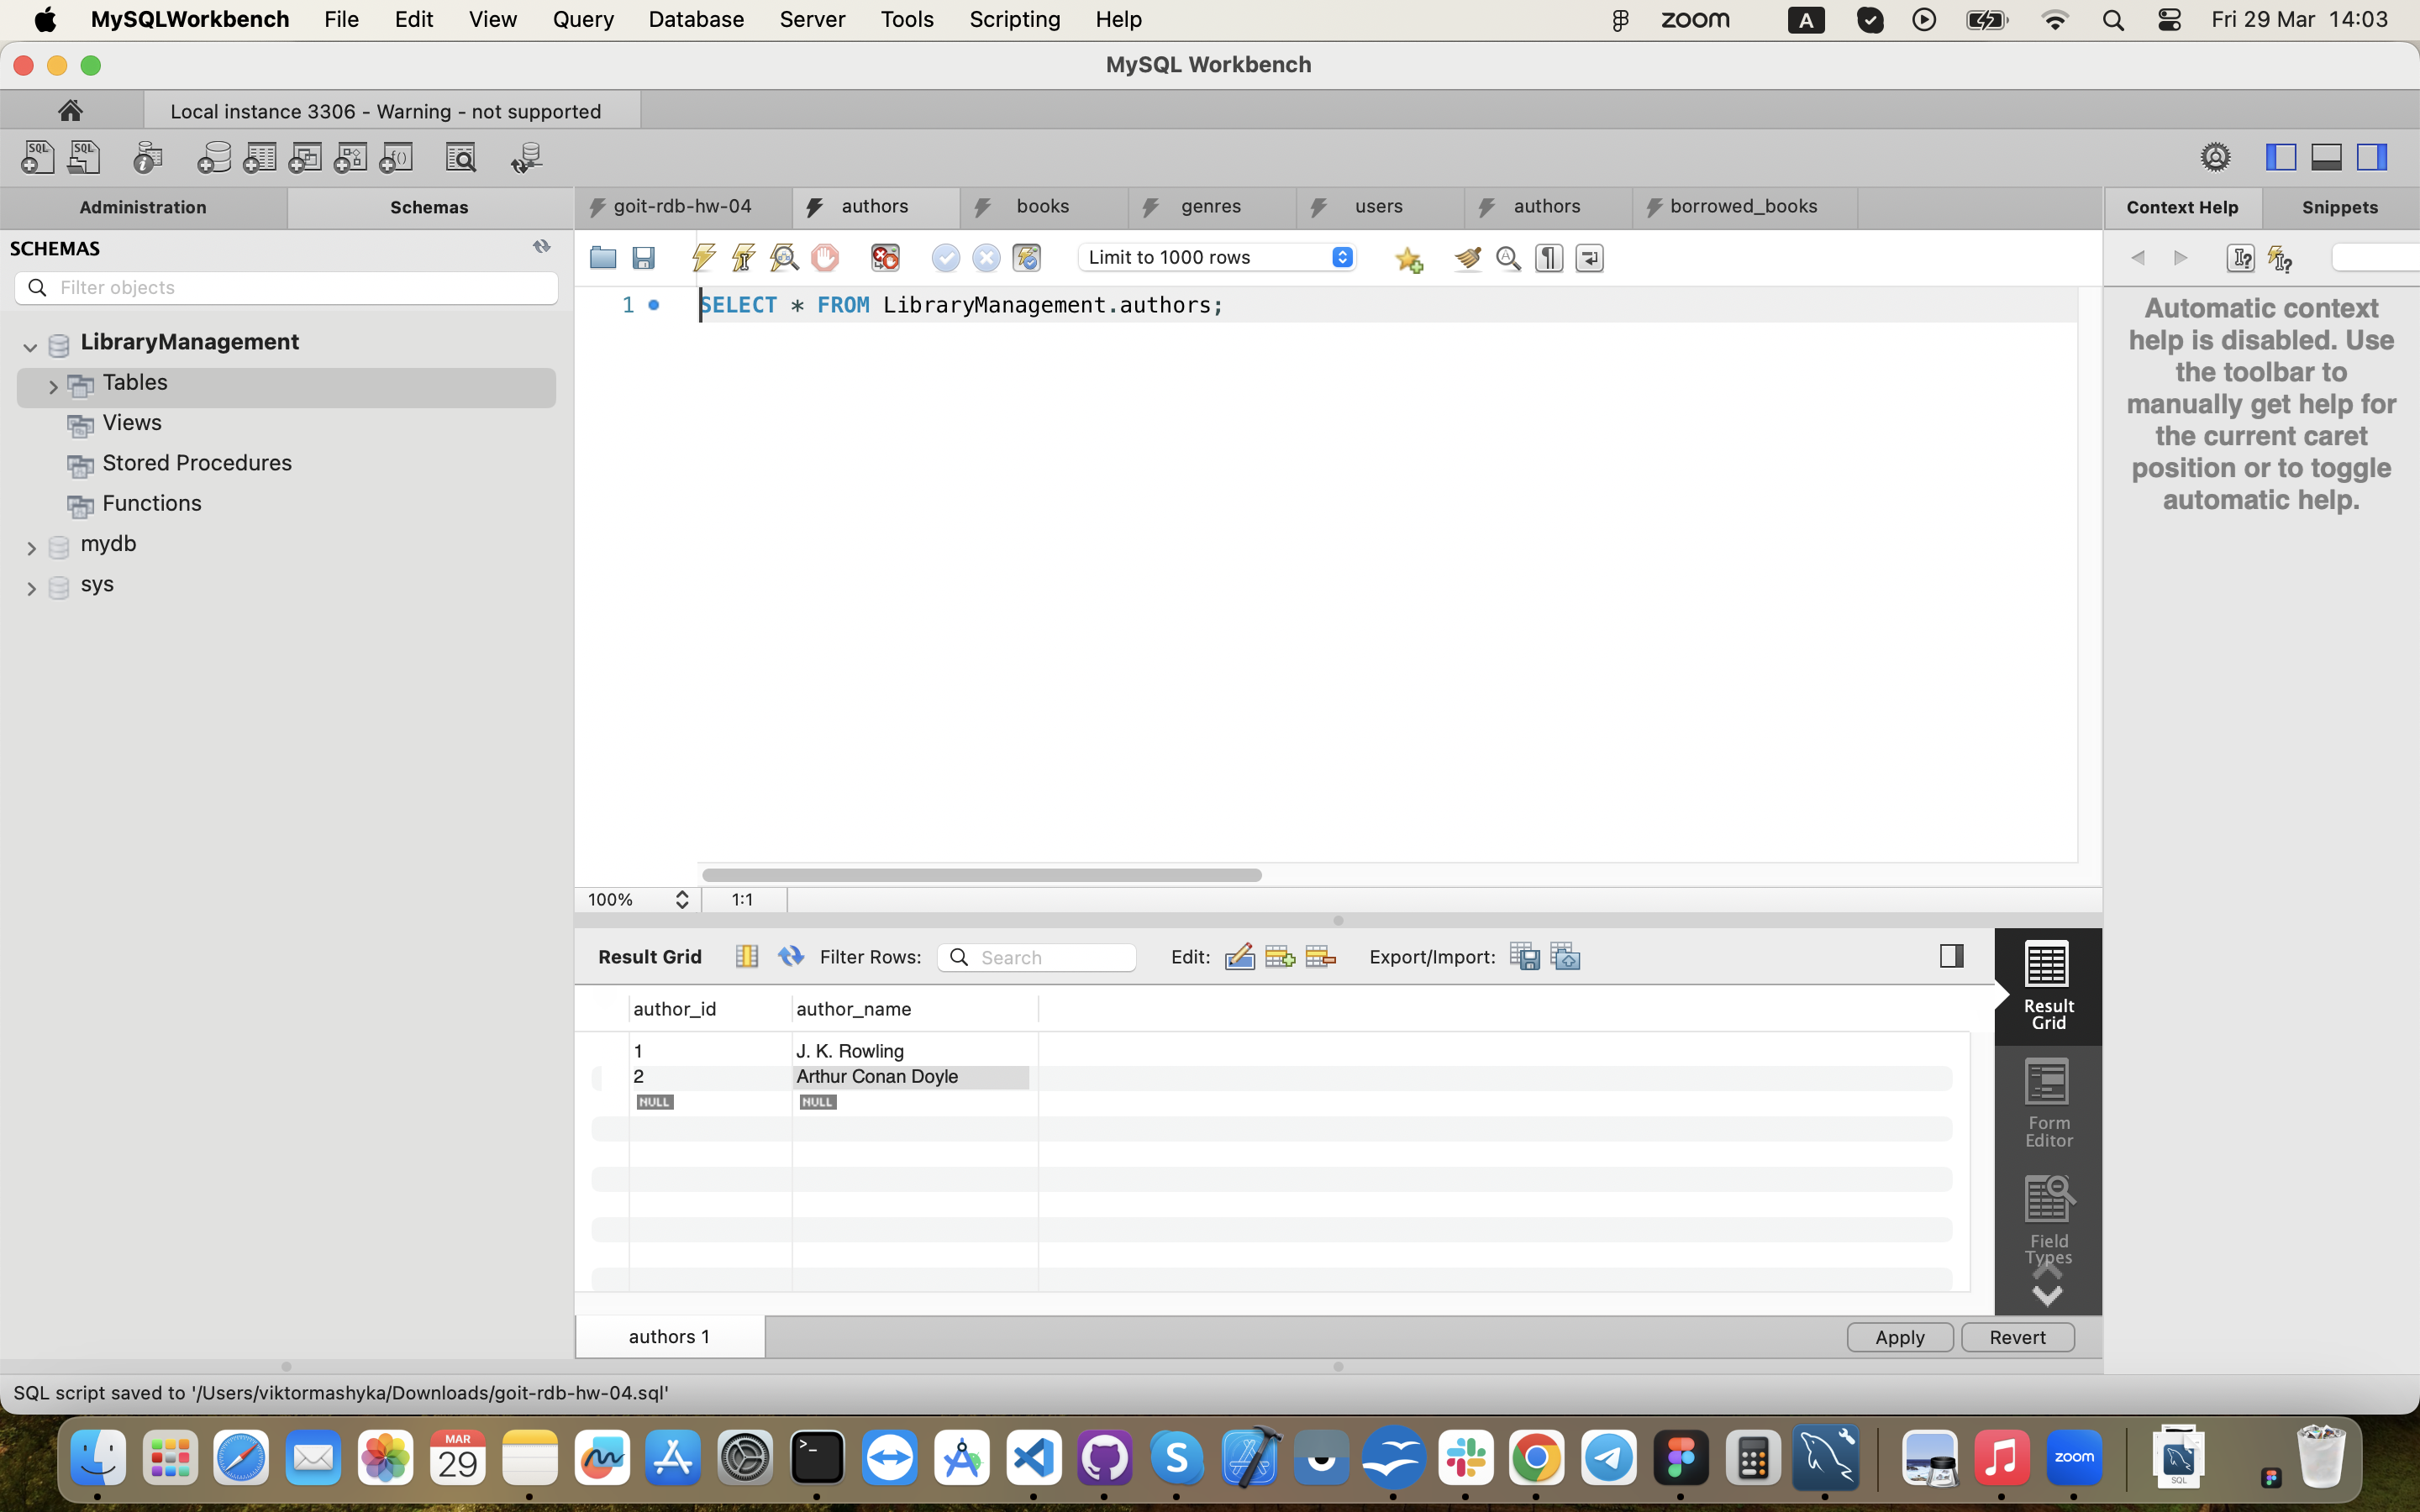 MySQLWorkbench File Edit View Query Database Server Tools Scripting Help zoom A Fri 29 Mar 14:03
MySQL Workbench
Local instance 3306 - Warning - not supported
SQL SQL
Administration Schemas goit-rdb-hw-04 authors books genres users authors borrowed_books Context Help Snippets
SCHEMAS
Limit to 1000 rows
Filter objects
1 SELECT * FROM LibraryManagement.authors;
LibraryManagement
Tables
Views
Stored Procedures
Functions
mydb
sys
Automatic context
help is disabled. Use
the toolbar to
manually get help for
the current caret
position or to toggle
automatic help.
100% 1:1
Result Grid Filter Rows: Search Edit: Export/Import:
author_id author_name
1 J. K. Rowling
2 Arthur Conan Doyle
NULL NULL
Result
Grid
Form
Editor
Field
Types
authors 1 Apply Revert
SQL script saved to '/Users/viktormashyka/Downloads/goit-rdb-hw-04.sql'
MAR
29
zoom
SQL